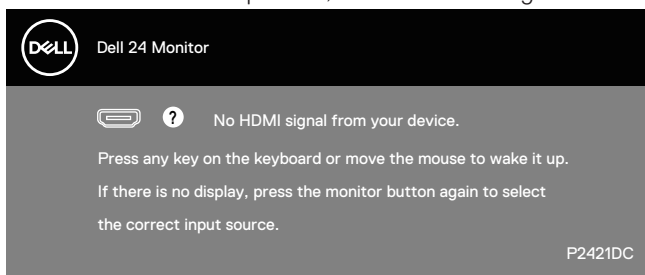 DELL
Dell 24 Monitor
? No HDMI signal from your device.
Press any key on the keyboard or move the mouse to wake it up.
If there is no display, press the monitor button again to select
the correct input source.
P2421DC